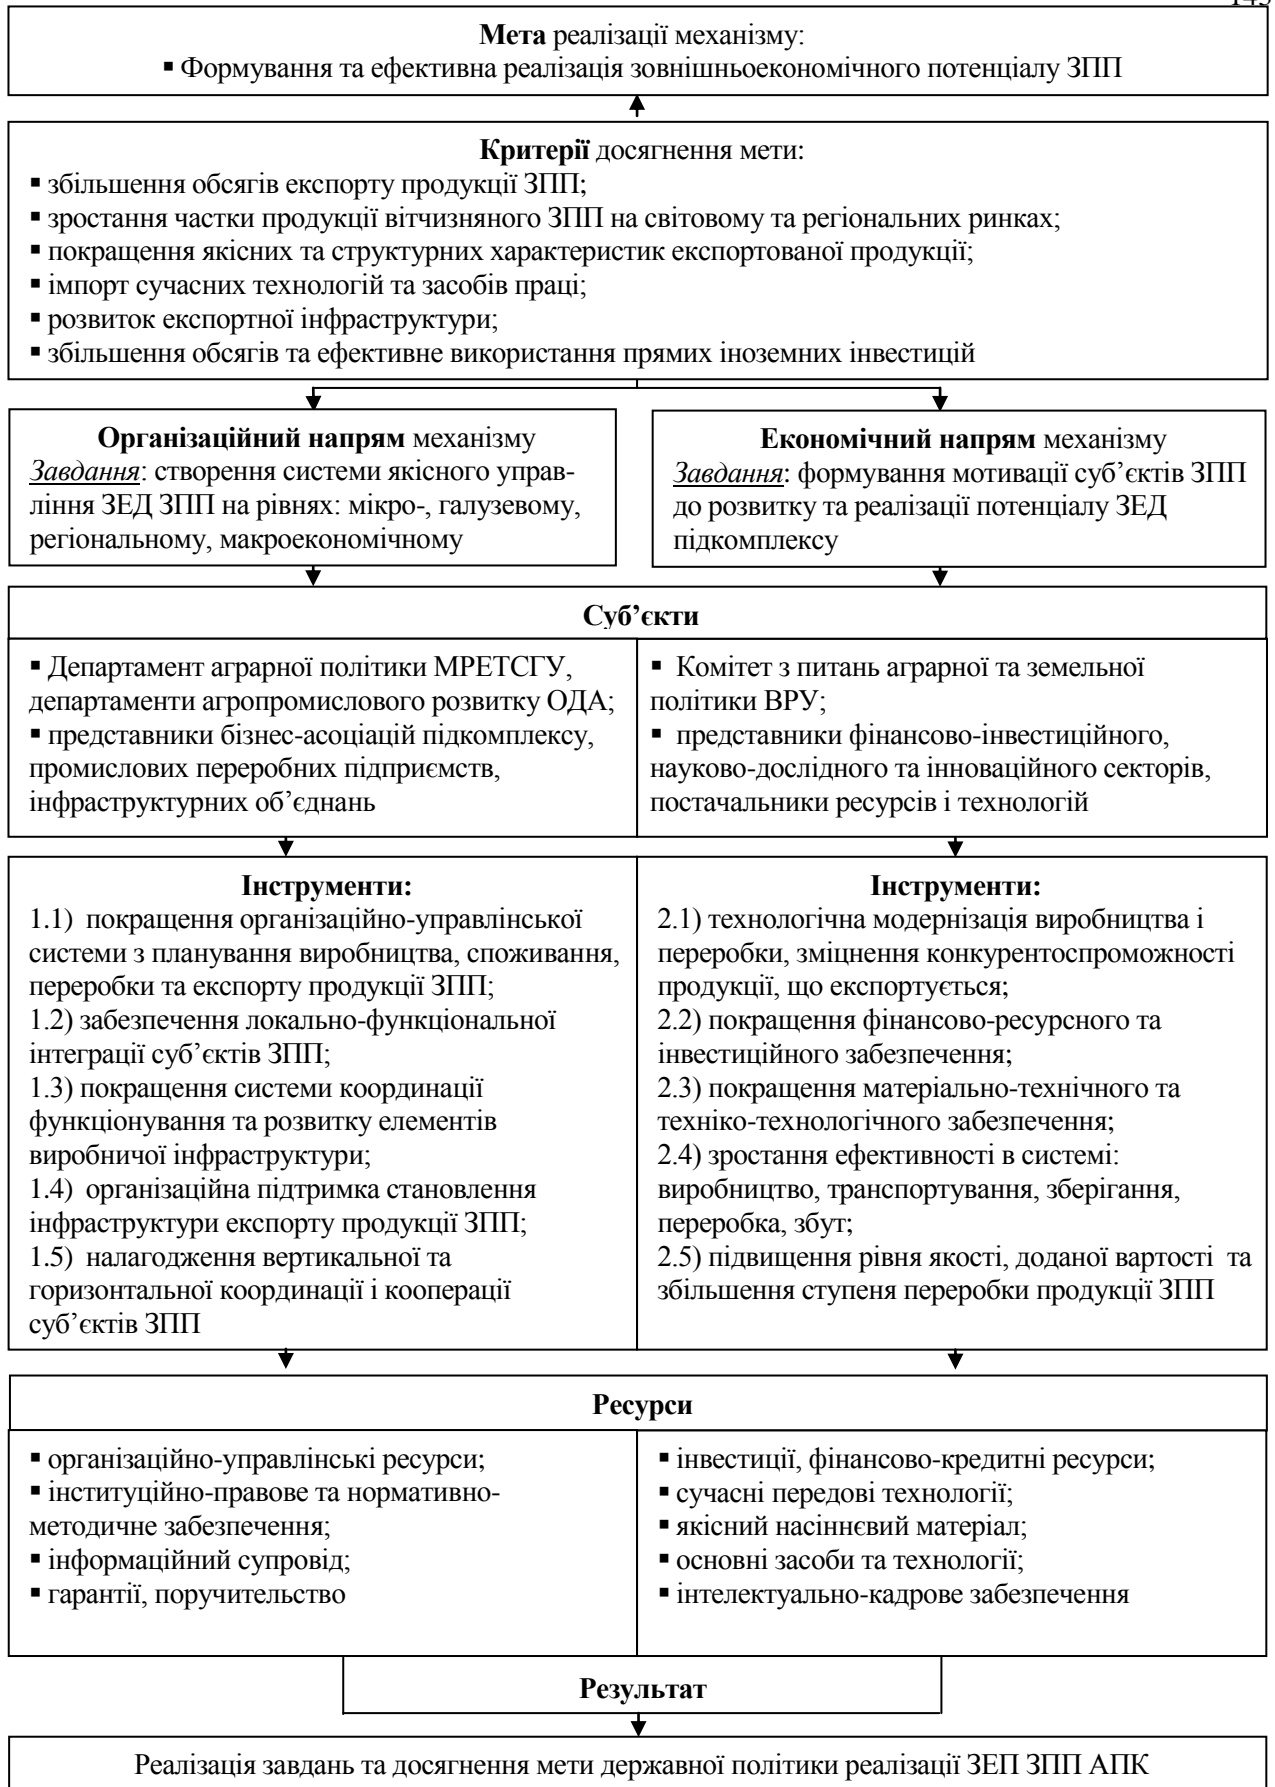 Мета реалізації механізму:
▪ Формування та ефективна реалізація зовнішньоекономічного потенціалу ЗПП
Критерії досягнення мети:
▪ збільшення обсягів експорту продукції ЗПП;
▪ зростання частки продукції вітчизняного ЗПП на світовому та регіональних ринках;
▪ покращення якісних та структурних характеристик експортованої продукції;
▪ імпорт сучасних технологій та засобів праці;
▪ розвиток експортної інфраструктури;
▪ збільшення обсягів та ефективне використання прямих іноземних інвестицій
Організаційний напрям механізму
Завдання: створення системи якісного управ-
ління ЗЕД ЗПП на рівнях: мікро-, галузевому,
регіональному, макроекономічному
Економічний напрям механізму
Завдання: формування мотивації суб’єктів ЗПП
до розвитку та реалізації потенціалу ЗЕД
підкомплексу
Суб’єкти
▪ Департамент аграрної політики МРЕТСГУ,
департаменти агропромислового розвитку ОДА;
▪ представники бізнес-асоціацій підкомплексу,
промислових переробних підприємств,
інфраструктурних об’єднань
▪ Комітет з питань аграрної та земельної
політики ВРУ;
▪ представники фінансово-інвестиційного,
науково-дослідного та інноваційного секторів,
постачальники ресурсів і технологій
Інструменти:
1.1) покращення організаційно-управлінської
системи з планування виробництва, споживання,
переробки та експорту продукції ЗПП;
1.2) забезпечення локально-функціональної
інтеграції суб’єктів ЗПП;
1.3) покращення системи координації
функціонування та розвитку елементів
виробничої інфраструктури;
1.4) організаційна підтримка становлення
інфраструктури експорту продукції ЗПП;
1.5) налагодження вертикальної та
горизонтальної координації і кооперації
суб’єктів ЗПП
Інструменти:
2.1) технологічна модернізація виробництва і
переробки, зміцнення конкурентоспроможності
продукції, що експортується;
2.2) покращення фінансово-ресурсного та
інвестиційного забезпечення;
2.3) покращення матеріально-технічного та
техніко-технологічного забезпечення;
2.4) зростання ефективності в системі:
виробництво, транспортування, зберігання,
переробка, збут;
2.5) підвищення рівня якості, доданої вартості та
збільшення ступеня переробки продукції ЗПП
Ресурси
▪ організаційно-управлінські ресурси;
▪ інституційно-правове та нормативно-
методичне забезпечення;
▪ інформаційний супровід;
▪ гарантії, поручительство
▪ інвестиції, фінансово-кредитні ресурси;
▪ сучасні передові технології;
▪ якісний насіннєвий матеріал;
▪ основні засоби та технології;
▪ інтелектуально-кадрове забезпечення
Результат
Реалізація завдань та досягнення мети державної політики реалізації ЗЕП ЗПП АПК